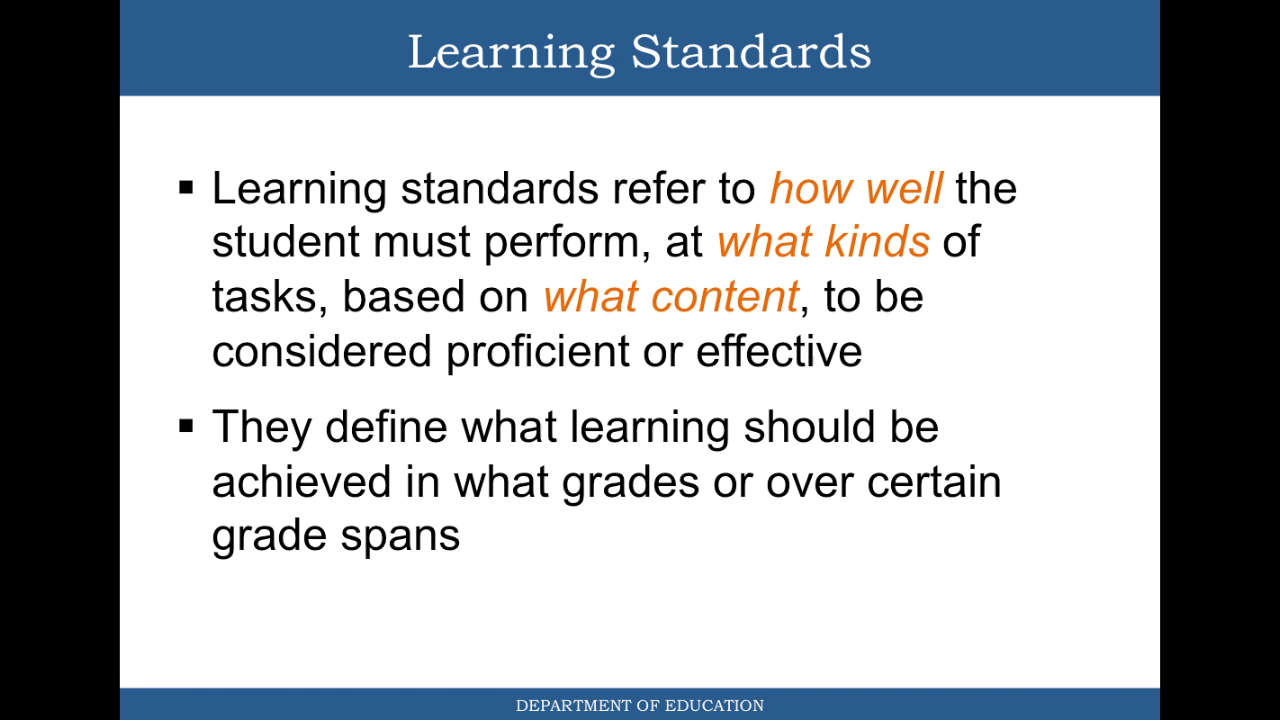 Learning Standards
▪ Learning standards refer to how well the
student must perform, at what kinds of
tasks, based on what content, to be
considered proficient or effective
▪ They define what learning should be
achieved in what grades or over certain
grade spans
DEPARTMENT OF EDUCATION